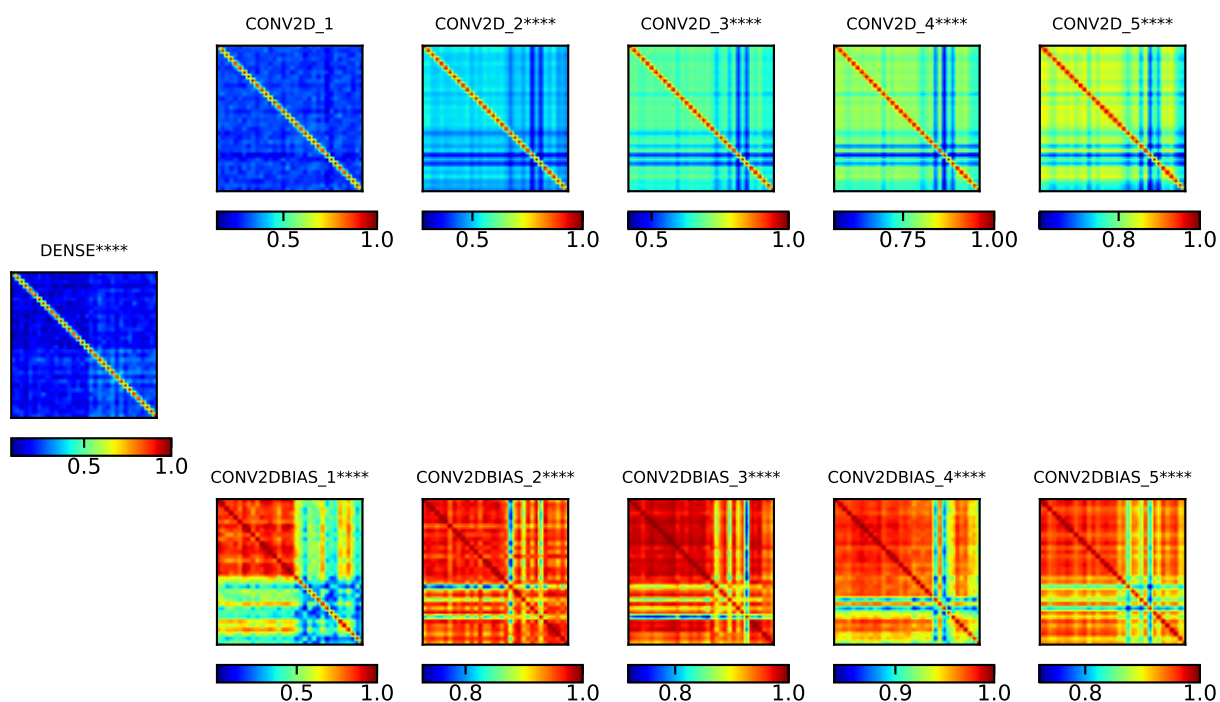 CONV2D_1 CONV2D_2**** CONV2D_3**** CONV2D_4**** CONV2D_5****
0.5 1.0 0.5 1.0 0.5 1.0 0.75 1.00 0.8 1.0
DENSE****
0.5 1.0
CONV2DBIAS_1**** CONV2DBIAS_2**** CONV2DBIAS_3**** CONV2DBIAS_4**** CONV2DBIAS_5****
0.5 1.0 0.8 1.0 0.8 1.0 0.9 1.0 0.8 1.0